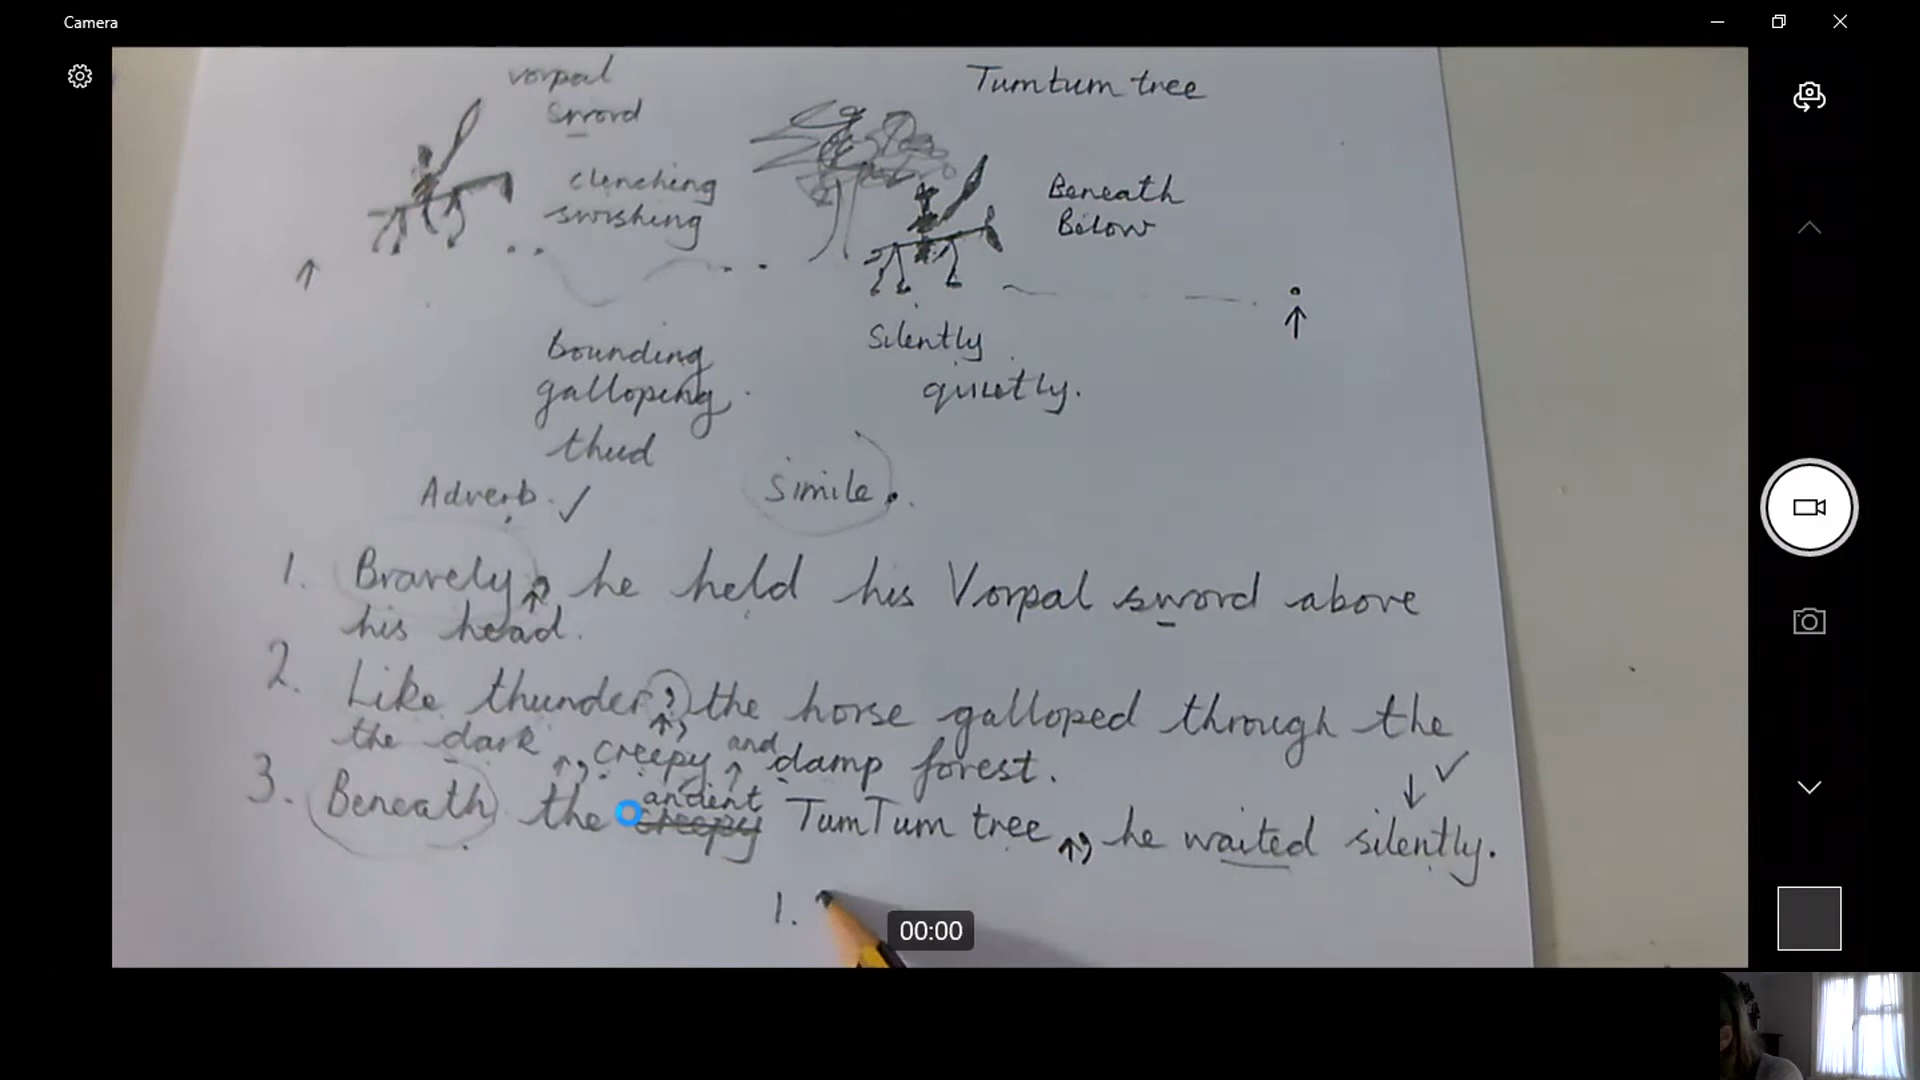 Camera
vorpal
sword
Tumtum tree
clenching
swishing
Beneath
Below
bounding
galloping
thud
Silently
quietly.
Adverb. ✓
Simile.
1. Bravely, he held his Vorpal sword above
his head.
2. Like thunder, the horse galloped through the
the dark, creepy and damp forest.
3. Beneath the creepy ancient TumTum tree, he waited silently.
1.
00:00